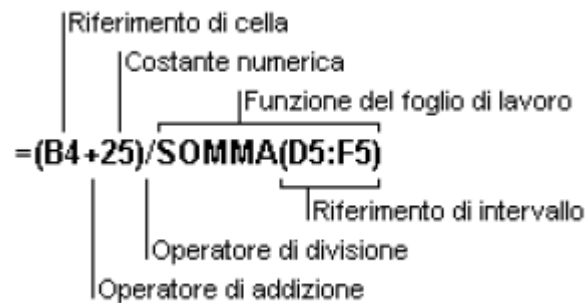 Riferimento di cella
Costante numerica
Funzione del foglio di lavoro
=(B4+25)/SOMMA(D5:F5)
Riferimento di intervallo
Operatore di divisione
Operatore di addizione